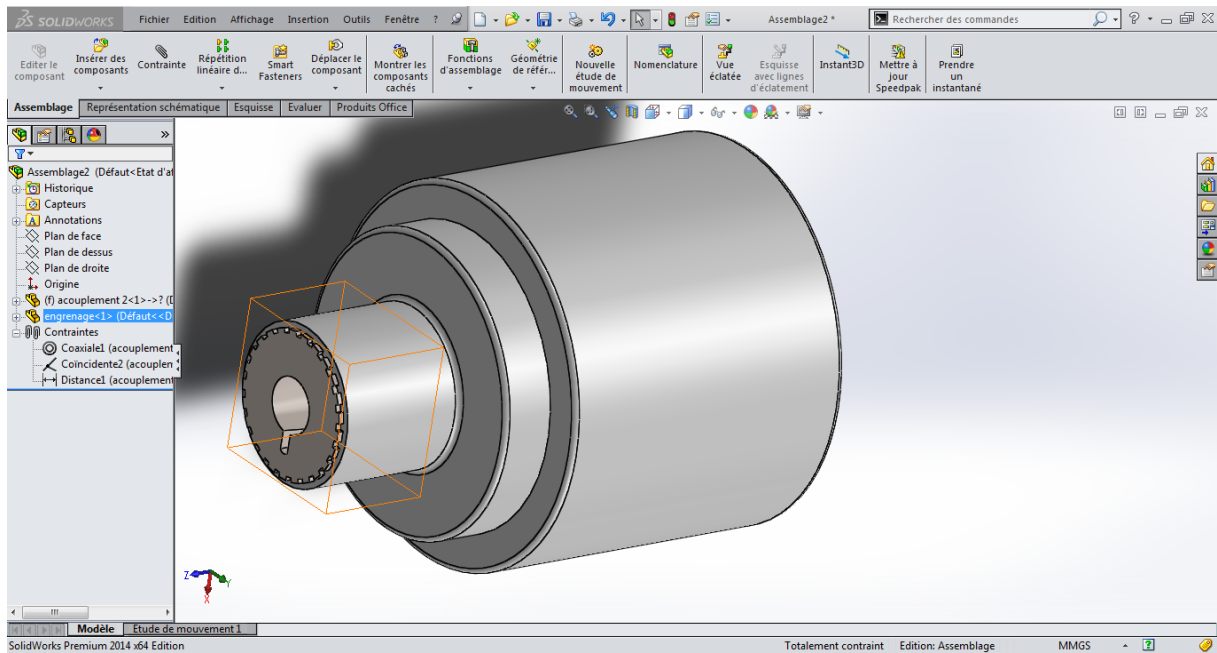 SOLIDWORKS Fichier Edition Affichage Insertion Outils Fenêtre ? Assemblage2 * Rechercher des commandes ?
Editer le composant
Insérer des composants
Contrainte
Répétition linéaire d...
Smart Fasteners
Déplacer le composant
Montrer les composants cachés
Fonctions d'assemblage
Géométrie de référ...
Nouvelle étude de mouvement
Nomenclature
Vue éclatée
Esquisse avec lignes d'éclatement
Instant3D
Mettre à jour Speedpak
Prendre un instantané
Assemblage Représentation schématique Esquisse Evaluer Produits Office
Assemblage2 (Défaut<Etat d'af
Historique
Capteurs
Annotations
Plan de face
Plan de dessus
Plan de droite
Origine
(f) acouplement 2<1>->? (D
engrenage<1> (Défaut<<D
Contraintes
Coaxiale1 (acouplement
Coïncidente2 (acouplem
Distance1 (acouplement
Z Y
X
Modèle Etude de mouvement 1
SolidWorks Premium 2014 x64 Edition Totalement contraint Edition: Assemblage MMGS ?